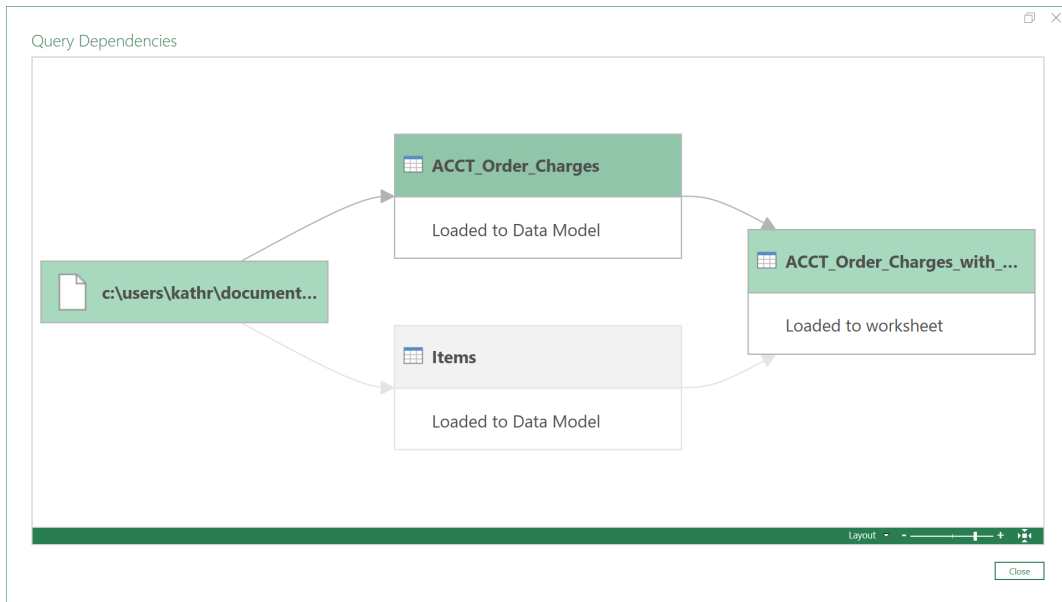 Query Dependencies
ACCT_Order_Charges
Loaded to Data Model
c:\users\kathr\document...
ACCT_Order_Charges_with_...
Loaded to worksheet
Items
Loaded to Data Model
Layout - +
Close